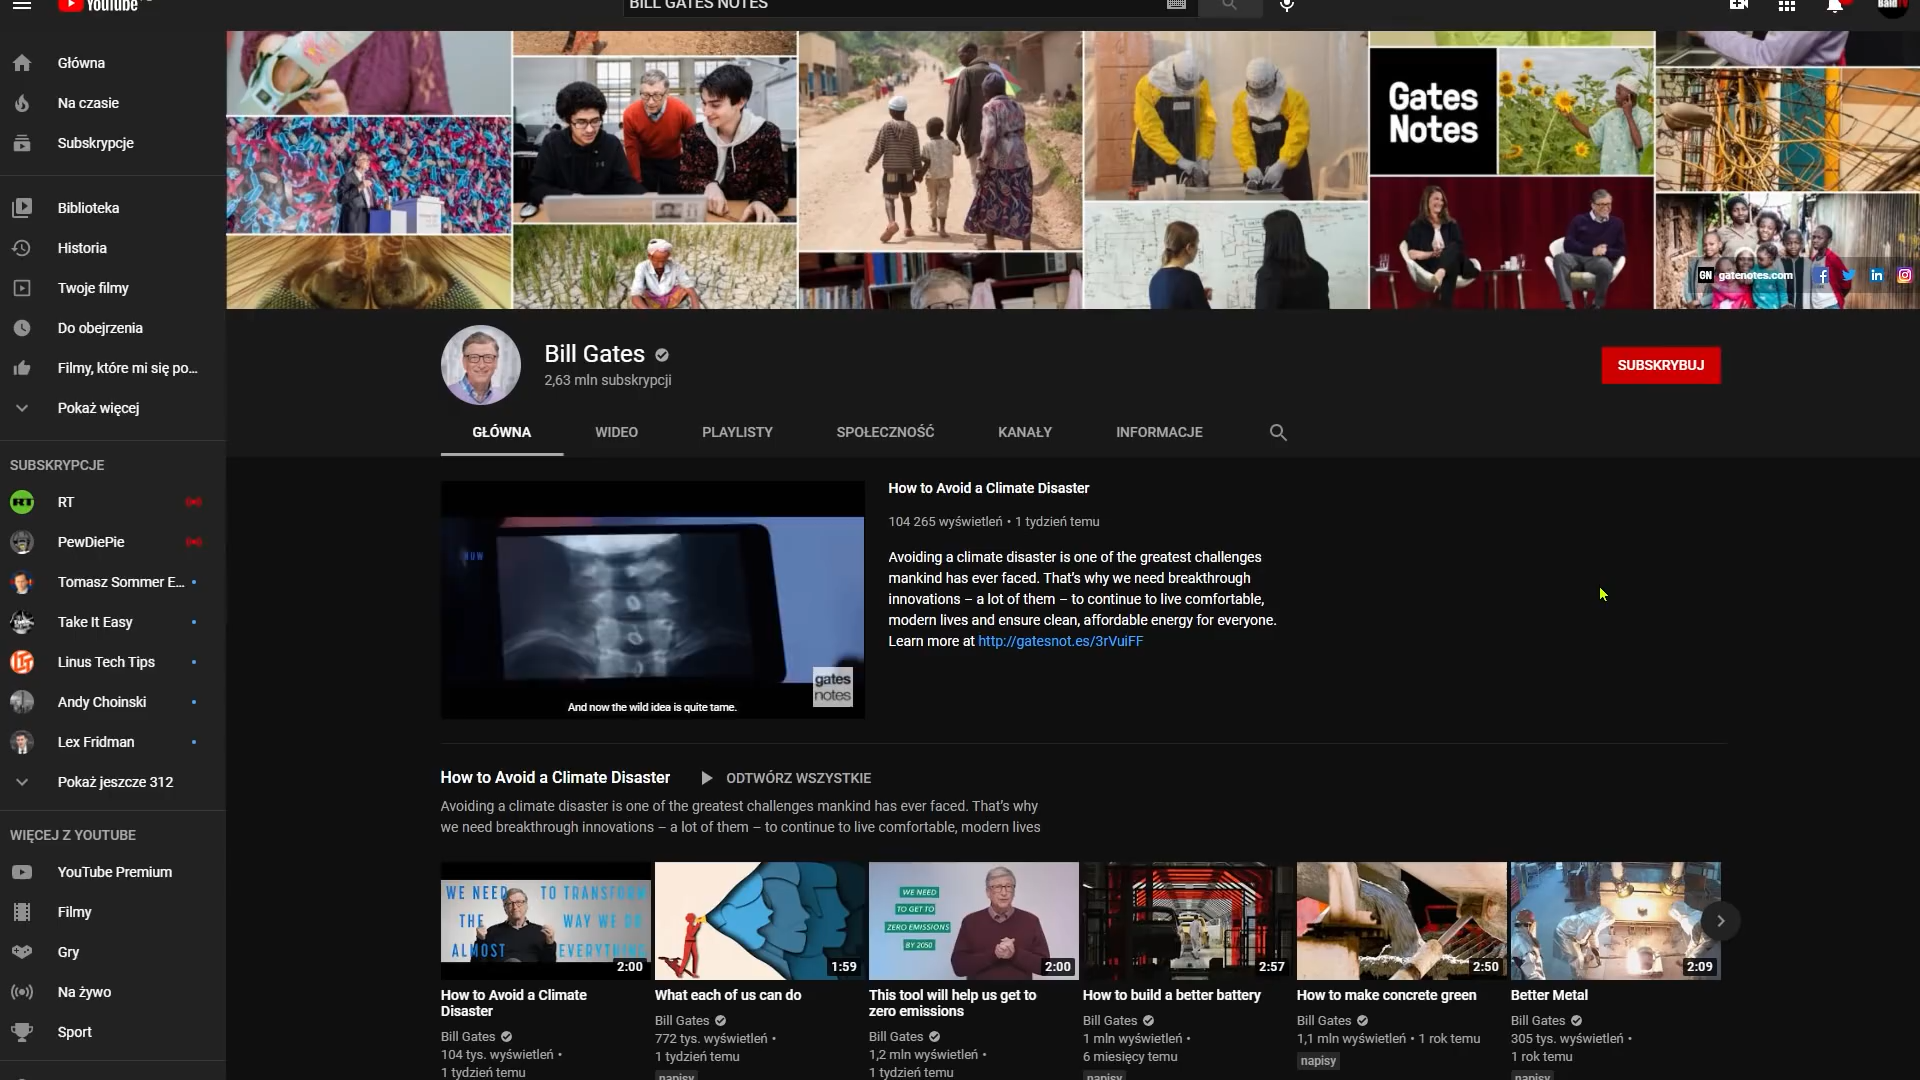 YouTube
BILL GATES NOTES
Główna
Na czasie
Subskrypcje
Biblioteka
Historia
Twoje filmy
Do obejrzenia
Filmy, które mi się po...
Pokaż więcej
SUBSKRYPCJE
RT
PewDiePie
Tomasz Sommer E...
Take It Easy
Linus Tech Tips
Andy Choinski
Lex Fridman
Pokaż jeszcze 312
WIĘCEJ Z YOUTUBE
YouTube Premium
Filmy
Gry
Na żywo
Sport
Gates
Notes
GN gatenotes.com
Bill Gates
2,63 mln subskrypcji
SUBSKRYBUJ
GŁÓWNA
WIDEO
PLAYLISTY
SPOŁECZNOŚĆ
KANAŁY
INFORMACJE
And now the wild idea is quite tame.
gates
notes
How to Avoid a Climate Disaster
104 265 wyświetleń • 1 tydzień temu
Avoiding a climate disaster is one of the greatest challenges
mankind has ever faced. That's why we need breakthrough
innovations – a lot of them – to continue to live comfortable,
modern lives and ensure clean, affordable energy for everyone.
Learn more at http://gatesnot.es/3rVuiFF
How to Avoid a Climate Disaster
ODTWÓRZ WSZYSTKIE
Avoiding a climate disaster is one of the greatest challenges mankind has ever faced. That's why
we need breakthrough innovations – a lot of them – to continue to live comfortable, modern lives
WE NEED TO TRANSFORM
THE WAY WE DO
ALMOST EVERYTHING
2:00
How to Avoid a Climate
Disaster
Bill Gates
104 tys. wyświetleń •
1 tydzień temu
1:59
What each of us can do
Bill Gates
772 tys. wyświetleń •
1 tydzień temu
napisy
WE NEED
TO GET TO
ZERO EMISSIONS
BY 2050
2:00
This tool will help us get to
zero emissions
Bill Gates
1,2 mln wyświetleń •
1 tydzień temu
2:57
How to build a better battery
Bill Gates
1 mln wyświetleń •
6 miesięcy temu
napisy
2:50
How to make concrete green
Bill Gates
1,1 mln wyświetleń • 1 rok temu
napisy
2:09
Better Metal
Bill Gates
305 tys. wyświetleń •
1 rok temu
napisy